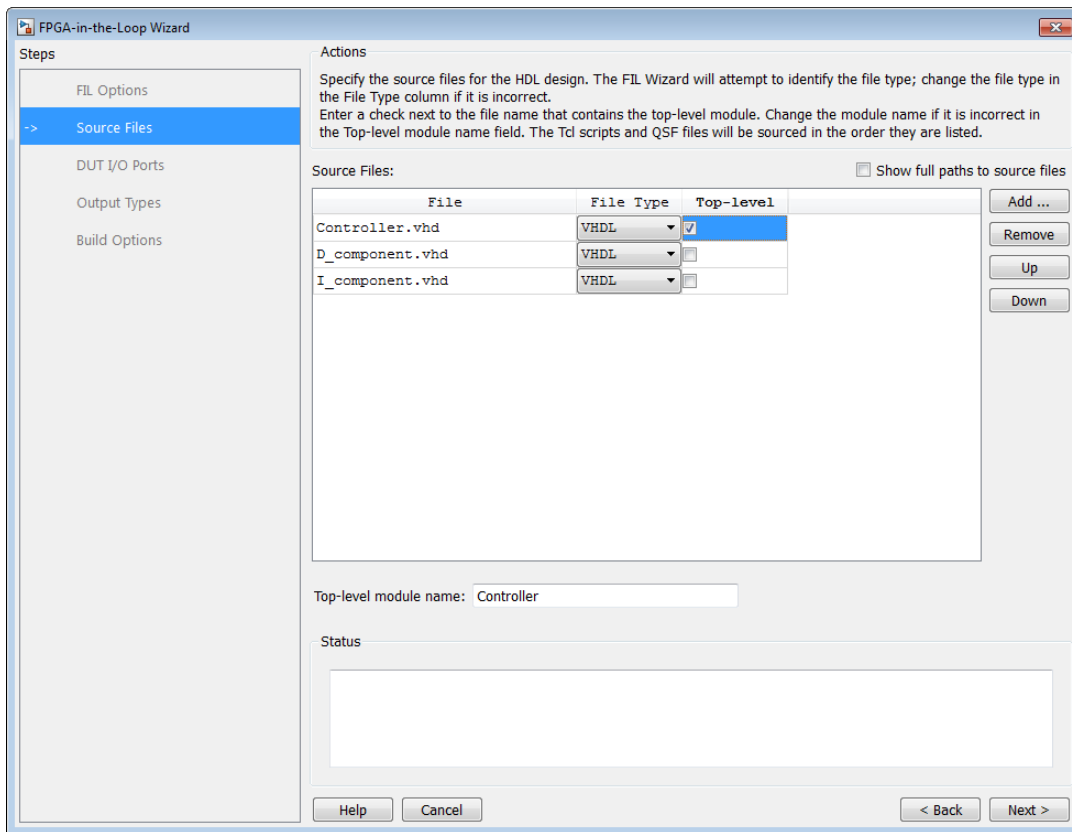 FPGA-in-the-Loop Wizard
Steps
FIL Options
-> Source Files
DUT I/O Ports
Output Types
Build Options
Actions
Specify the source files for the HDL design. The FIL Wizard will attempt to identify the file type; change the file type in
the File Type column if it is incorrect.
Enter a check next to the file name that contains the top-level module. Change the module name if it is incorrect in
the Top-level module name field. The Tcl scripts and QSF files will be sourced in the order they are listed.
Source Files: Show full paths to source files
File File Type Top-level
Controller.vhd VHDL
D_component.vhd VHDL
I_component.vhd VHDL
Add ...
Remove
Up
Down
Top-level module name: Controller
Status
Help Cancel < Back Next >